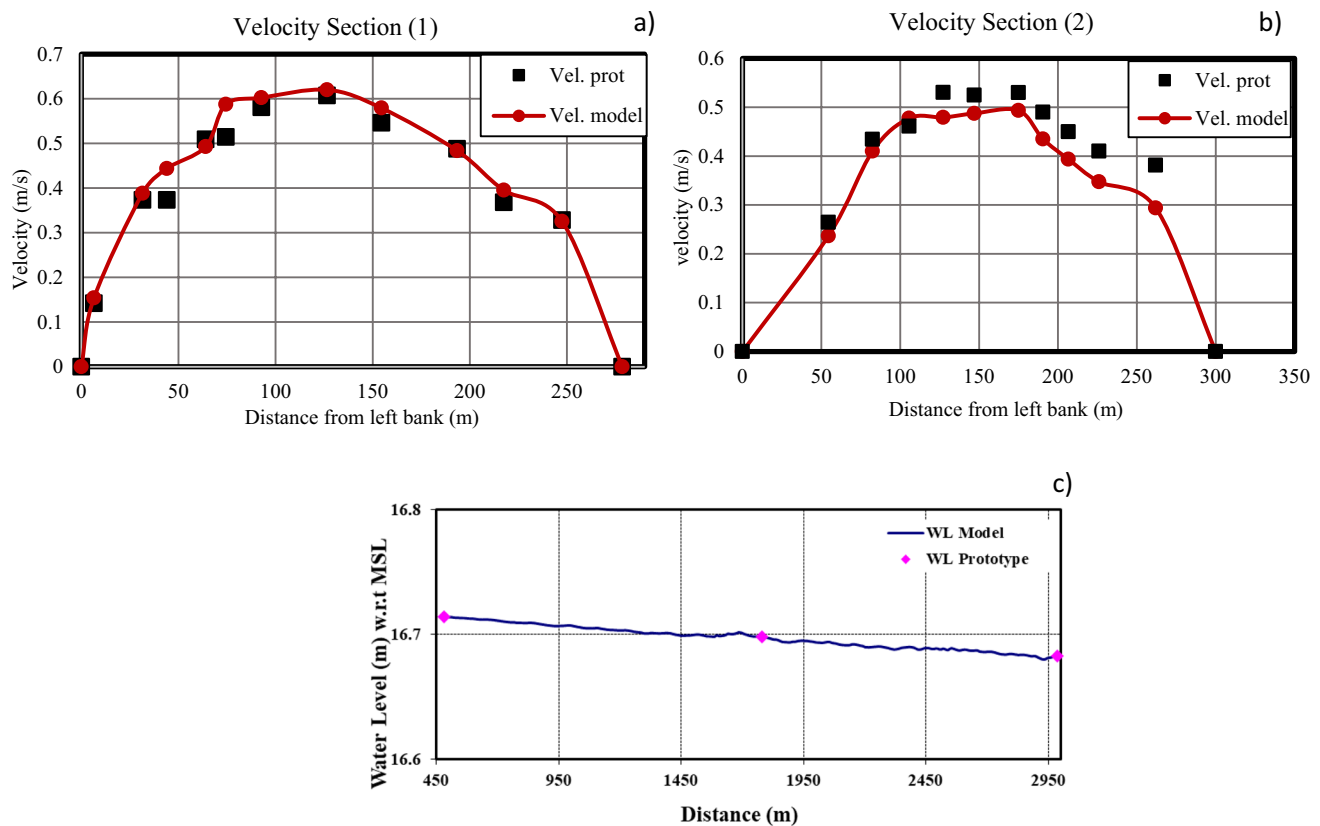 Velocity Section (1)
a)
Vel. prot
Vel. model
Velocity (m/s)
0.7
0.6
0.5
0.4
0.3
0.2
0.1
0
0 50 100 150 200 250
Distance from left bank (m)
Velocity Section (2)
b)
Vel. prot
Vel. model
velocity (m/s)
0.6
0.5
0.4
0.3
0.2
0.1
0
0 50 100 150 200 250 300 350
Distance from left bank (m)
c)
WL Model
WL Prototype
Water Level (m) w.r.t MSL
16.8
16.7
16.6
450 950 1450 1950 2450 2950
Distance (m)